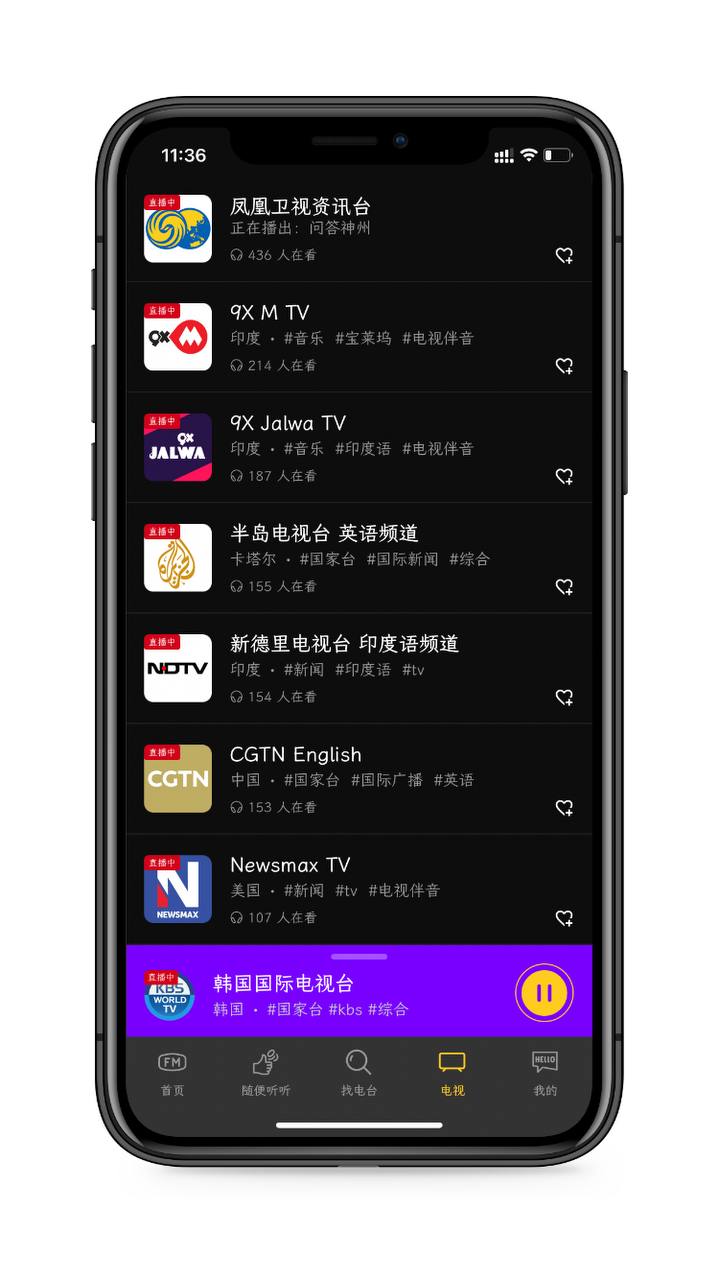 11:36
直播中
凤凰卫视资讯台
正在播出：问答神州
436 人在看
直播中
9X M
9X M TV
印度 · #音乐 #宝莱坞 #电视伴音
214 人在看
直播中
9X
JALWA
9X Jalwa TV
印度 · #音乐 #印度语 #电视伴音
187 人在看
直播中
الجزيرة
半岛电视台 英语频道
卡塔尔 · #国家台 #国际新闻 #综合
155 人在看
直播中
NDTV
新德里电视台 印度语频道
印度 · #新闻 #印度语 #tv
154 人在看
直播中
CGTN
CGTN English
中国 · #国家台 #国际广播 #英语
153 人在看
直播中
N
NEWSMAX
Newsmax TV
美国 · #新闻 #tv #电视伴音
107 人在看
直播中
KBS
WORLD
TV
韩国国际电视台
韩国 · #国家台 #kbs #综合
FM
HELLO
首页 随便听听 找电台 电视 我的